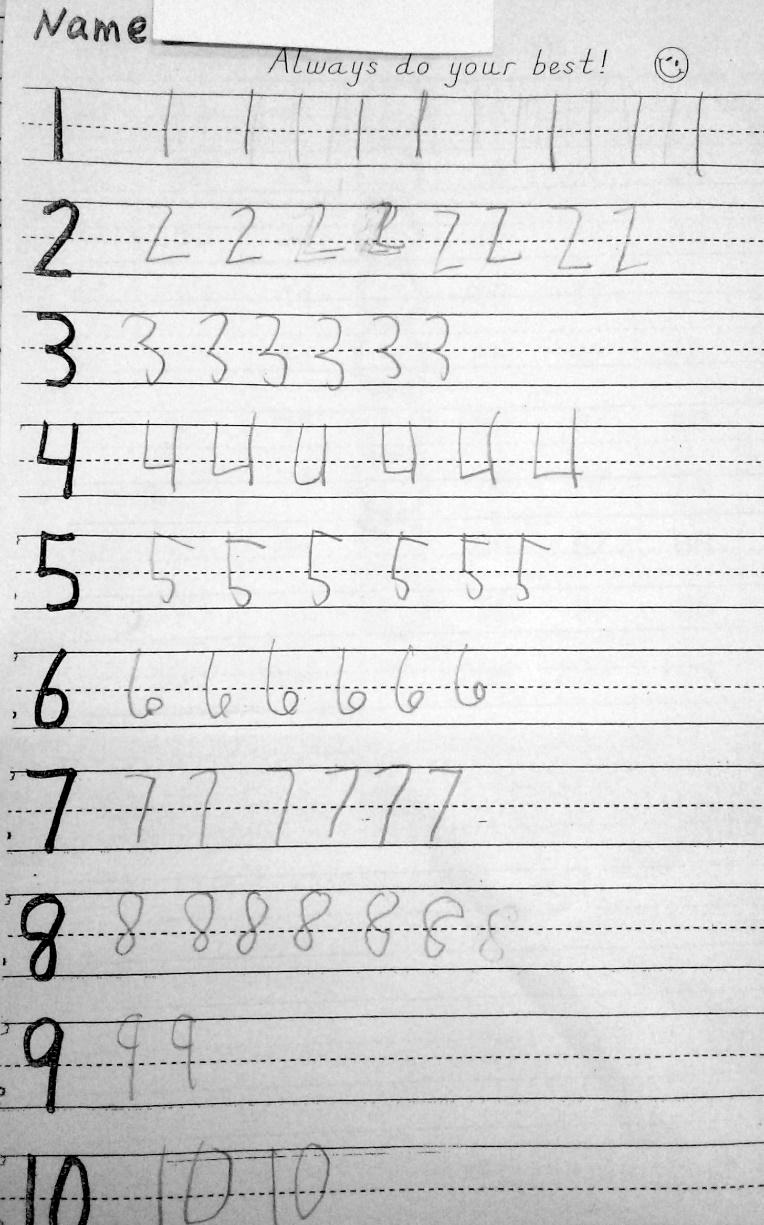 Name
Always do your best!
1 1 1 1 1 1 1 1 1 1 1 1 1 1
2 2 2 2 2 2 2 2 2
3 3 3 3 3 3 3
4 4 4 4 4 4 4
5 5 5 5 5 5 5
6 6 6 6 6 6 6
7 7 7 7 7 7 7
8 8 8 8 8 8 8 8
9 9 9
10 10 10